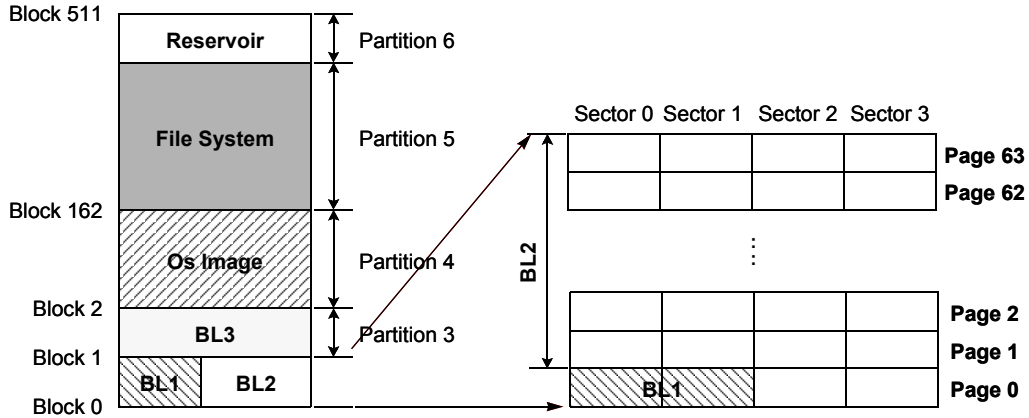 Block 511
Reservoir
Partition 6
File System
Partition 5
Block 162
Os Image
Partition 4
Block 2
BL3
Partition 3
Block 1
BL1
BL2
Block 0
Sector 0 Sector 1 Sector 2 Sector 3
Page 63
Page 62
BL2
Page 2
Page 1
BL1
Page 0